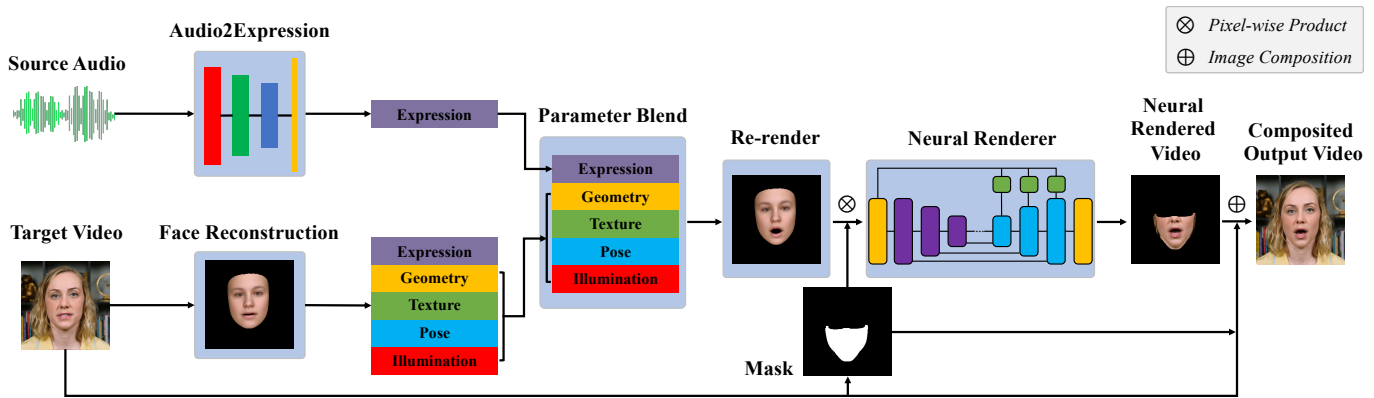 Audio2Expression
Source Audio
Expression
Parameter Blend
Expression
Geometry
Texture
Pose
Illumination
Target Video
Face Reconstruction
Expression
Geometry
Texture
Pose
Illumination
Re-render
Neural Renderer
Neural
Rendered
Video
Composited
Output Video
Mask
⊗ Pixel-wise Product
⊕ Image Composition